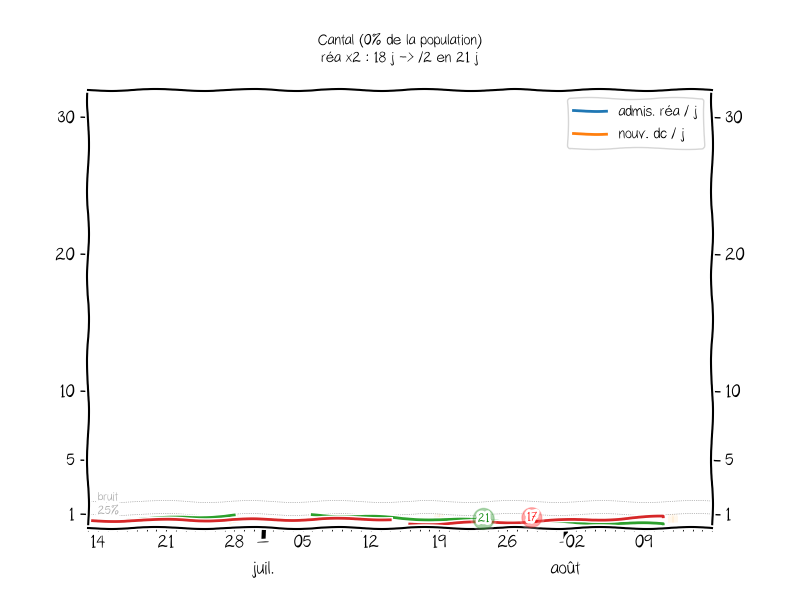 Cantal (0% de la population)
réa x2 : 18 j -> /2 en 21 j
admis. réa / j
nouv. dc / j
30 30
20 20
10 10
5 5
bruit
25%
1 1
21 17
14 21 28 1 05 12 19 26 02 09
juil. août